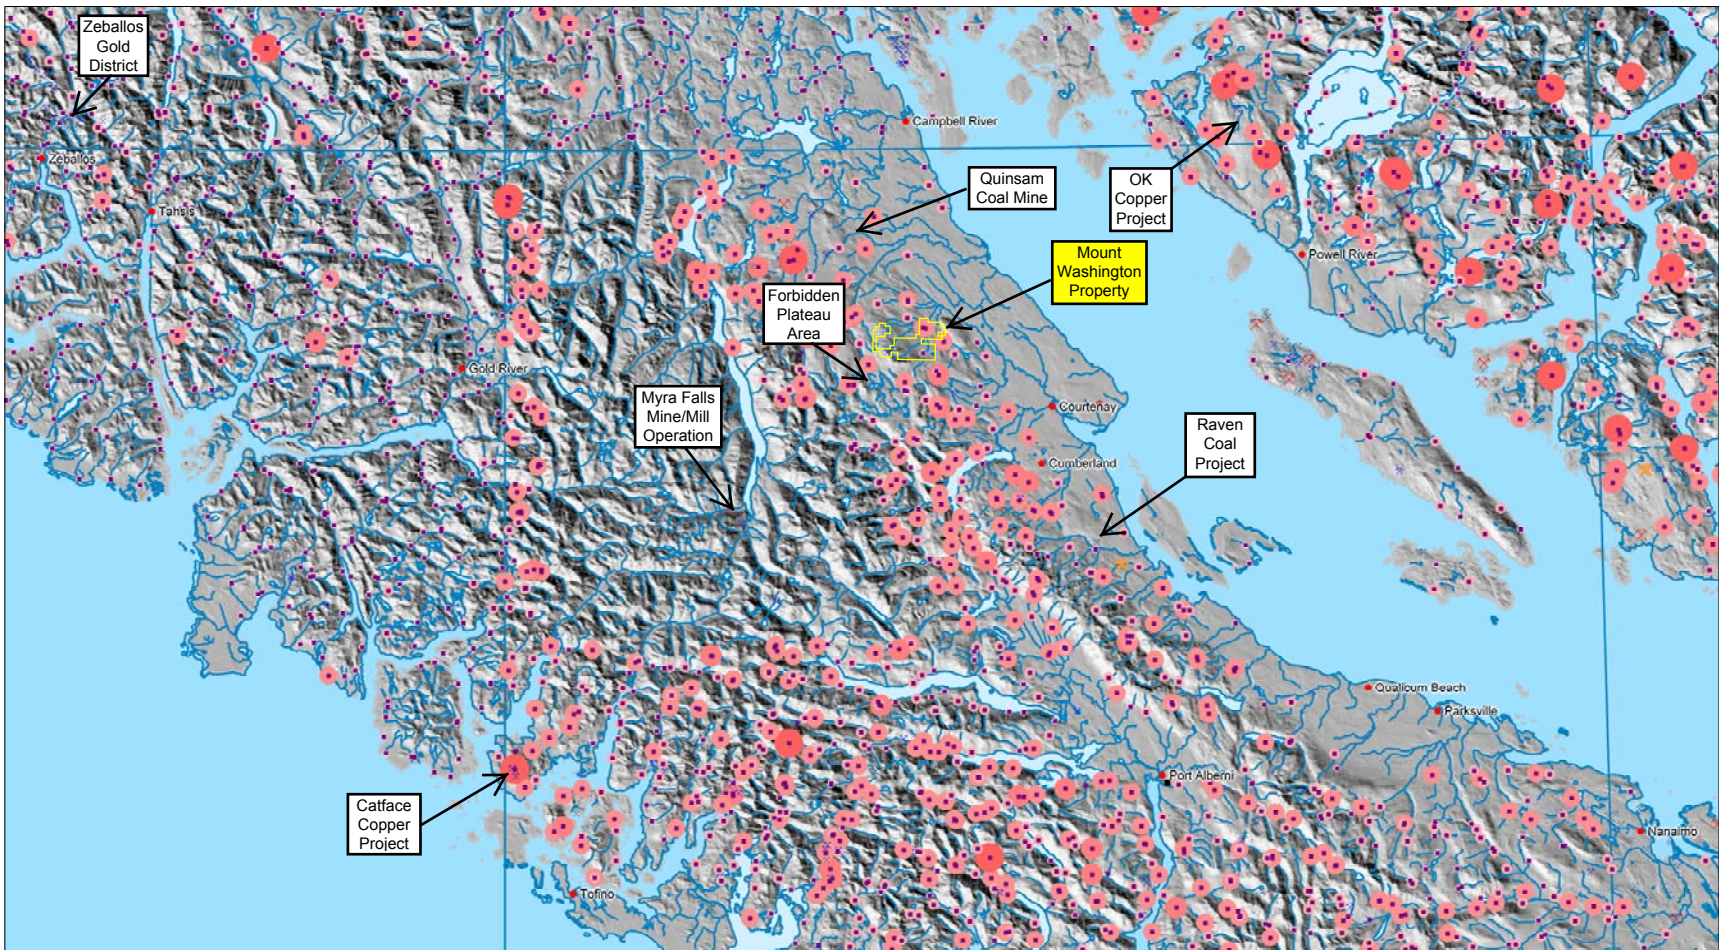 Zeballos
Gold
District
Campbell River
Zeballos
Quinsam
Coal Mine
OK
Copper
Project
Tahsis
Powell River
Mount
Washington
Property
Forbidden
Plateau
Area
Gold River
Myra Falls
Mine/Mill
Operation
Courtenay
Raven
Coal
Project
Cumberland
Qualicum Beach
Parksville
Port Alberni
Catface
Copper
Project
Nanaimo
Tofino